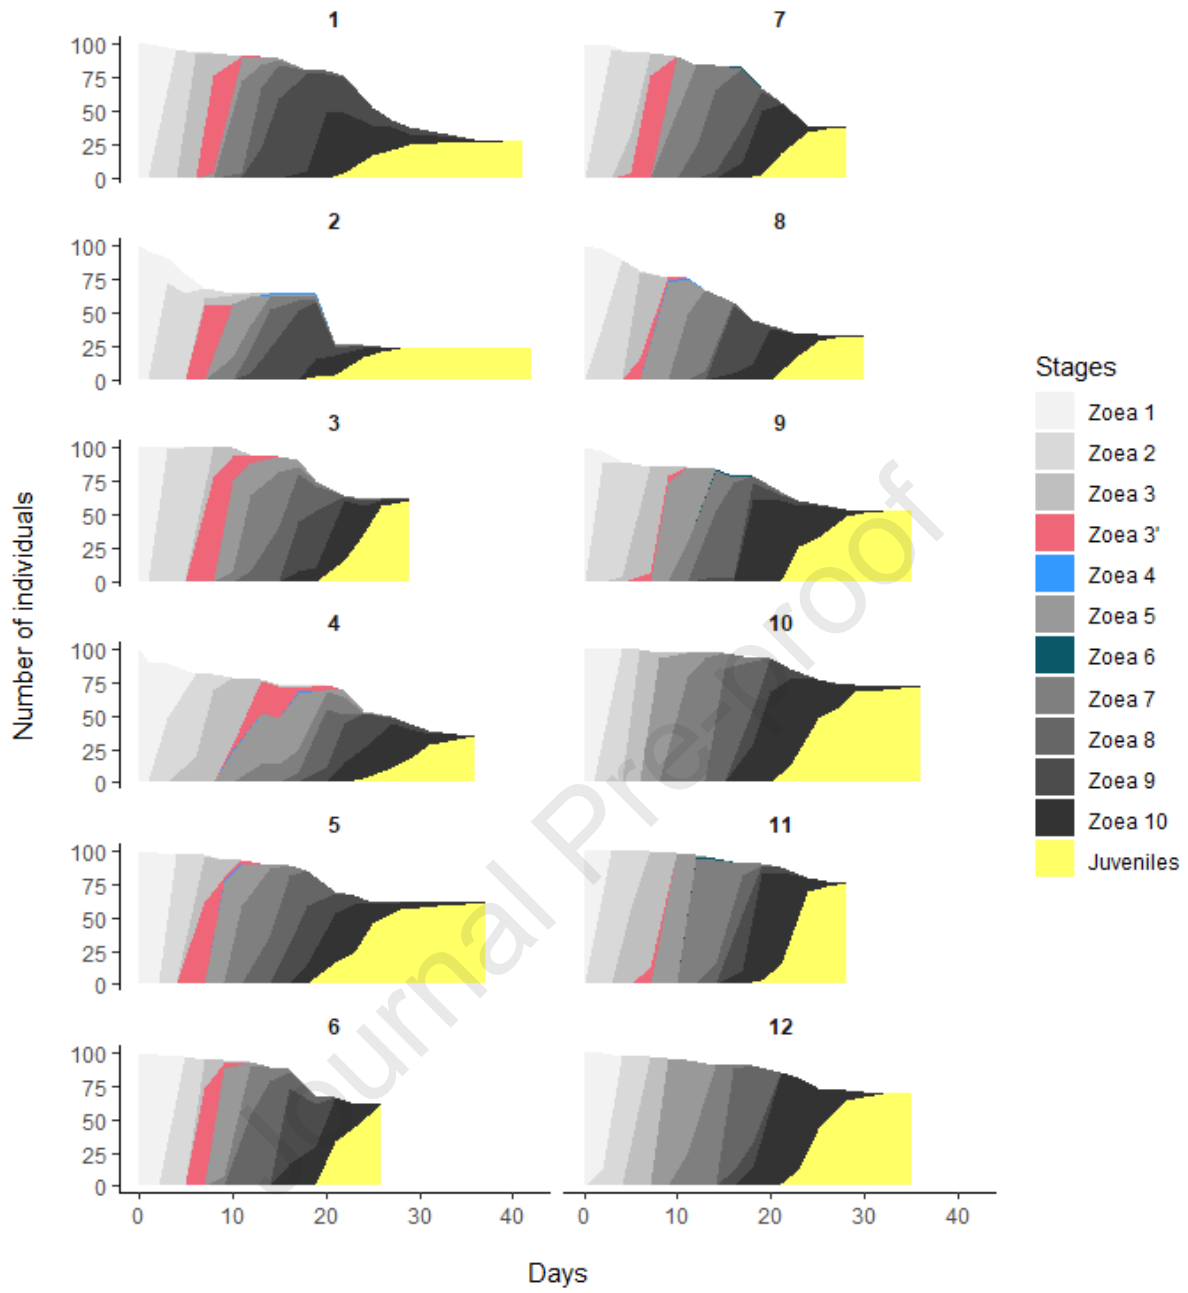 1
7
100
75
50
25
0
2
8
100
75
50
25
0
3
9
100
75
50
25
0
4
10
100
75
50
25
0
5
11
100
75
50
25
0
6
12
100
75
50
25
0
0 10 20 30 40
0 10 20 30 40
Days
Number of individuals
Stages
Zoea 1
Zoea 2
Zoea 3
Zoea 3'
Zoea 4
Zoea 5
Zoea 6
Zoea 7
Zoea 8
Zoea 9
Zoea 10
Juveniles
Journal Pre-proof